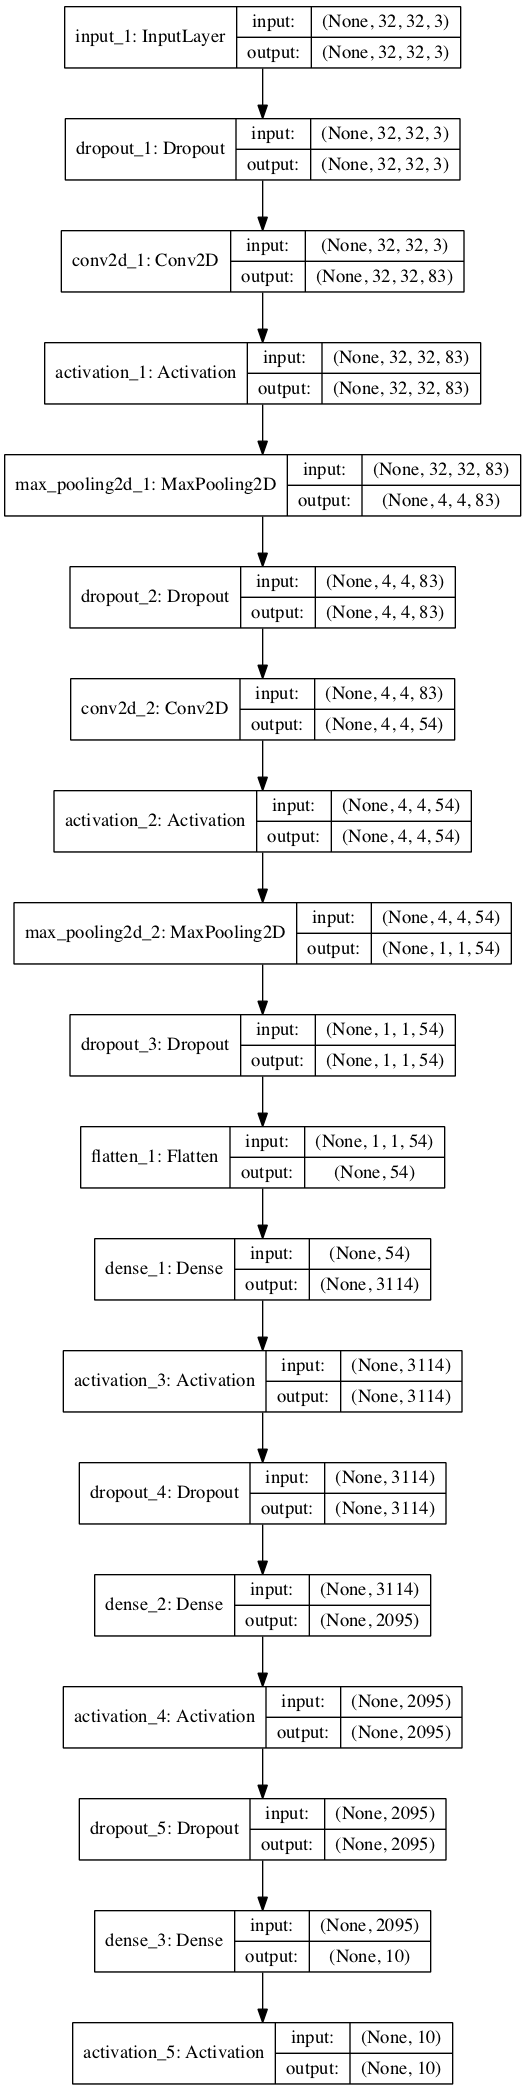 input_1: InputLayer
input: (None, 32, 32, 3)
output: (None, 32, 32, 3)
dropout_1: Dropout
input: (None, 32, 32, 3)
output: (None, 32, 32, 3)
conv2d_1: Conv2D
input: (None, 32, 32, 3)
output: (None, 32, 32, 83)
activation_1: Activation
input: (None, 32, 32, 83)
output: (None, 32, 32, 83)
max_pooling2d_1: MaxPooling2D
input: (None, 32, 32, 83)
output: (None, 4, 4, 83)
dropout_2: Dropout
input: (None, 4, 4, 83)
output: (None, 4, 4, 83)
conv2d_2: Conv2D
input: (None, 4, 4, 83)
output: (None, 4, 4, 54)
activation_2: Activation
input: (None, 4, 4, 54)
output: (None, 4, 4, 54)
max_pooling2d_2: MaxPooling2D
input: (None, 4, 4, 54)
output: (None, 1, 1, 54)
dropout_3: Dropout
input: (None, 1, 1, 54)
output: (None, 1, 1, 54)
flatten_1: Flatten
input: (None, 1, 1, 54)
output: (None, 54)
dense_1: Dense
input: (None, 54)
output: (None, 3114)
activation_3: Activation
input: (None, 3114)
output: (None, 3114)
dropout_4: Dropout
input: (None, 3114)
output: (None, 3114)
dense_2: Dense
input: (None, 3114)
output: (None, 2095)
activation_4: Activation
input: (None, 2095)
output: (None, 2095)
dropout_5: Dropout
input: (None, 2095)
output: (None, 2095)
dense_3: Dense
input: (None, 2095)
output: (None, 10)
activation_5: Activation
input: (None, 10)
output: (None, 10)